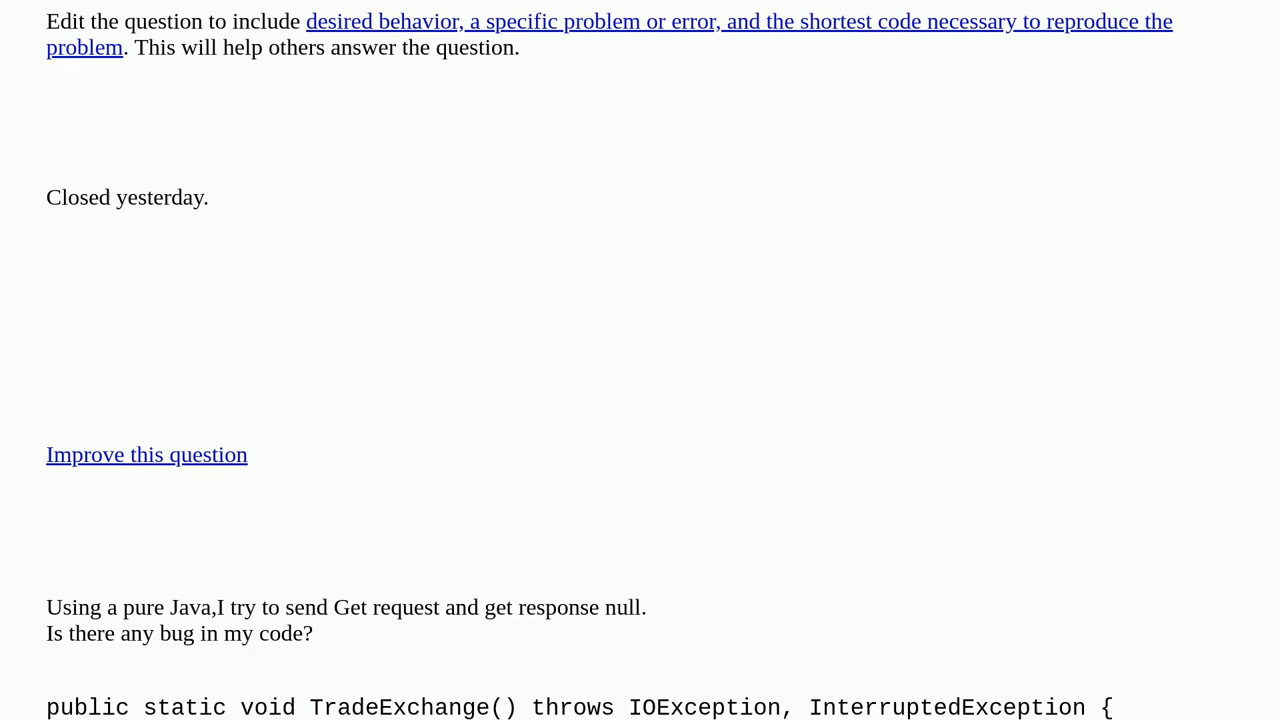 Edit the question to include desired behavior, a specific problem or error, and the shortest code necessary to reproduce the
problem. This will help others answer the question.
Closed yesterday.
Improve this question
Using a pure Java,I try to send Get request and get response null.
Is there any bug in my code?
public static void TradeExchange() throws IOException, InterruptedException {